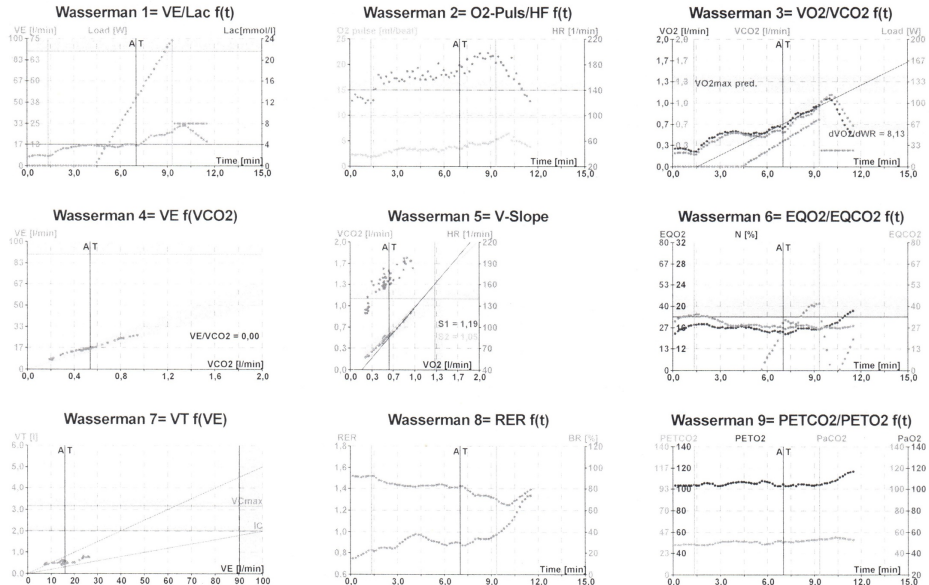 Wasserman 1= VE/Lac f(t)
VE [l/min] Load [W] Lac[mmol/l]
A T
100 75 24
83 63 20
67 50 16
50 38 12
33 25 8
17 13 4
0 0 0
0,0 3,0 6,0 9,0 12,0 15,0
Time [min]
Wasserman 2= O2-Puls/HF f(t)
O2 pulse [ml/beat] HR [1/min]
A T
25 220
20 180
15 140
10 100
5 60
0 20
0,0 3,0 6,0 9,0 12,0 15,0
Time [min]
Wasserman 3= VO2/VCO2 f(t)
VO2 [l/min] VCO2 [l/min] Load [W]
A T
2,0 2,0 200
1,7 1,7 167
1,3 1,3 133
VO2max pred.
1,0 1,0 100
0,7 0,7 67
dVO2/dWR = 8,13
0,3 0,3 33
0,0 0,0 0
0,0 3,0 6,0 9,0 12,0 15,0
Time [min]
Wasserman 4= VE f(VCO2)
VE [l/min]
A T
100
83
67
50
33
17
0
VE/VCO2 = 0,00
VCO2 [l/min]
0,0 0,4 0,8 1,2 1,6 2,0
Wasserman 5= V-Slope
VCO2 [l/min] HR [1/min]
A T
2,0 220
1,7 190
1,3 160
1,0 130
0,7 100
0,3 70
0,0 40
S1 = 1,19
VO2 [l/min]
0,0 0,3 0,7 1,0 1,3 1,7 2,0
Wasserman 6= EQO2/EQCO2 f(t)
EQO2 N [%] EQCO2
A T
80 32 80
67 28 67
53 24 53
40 20 40
27 16 27
13 12 13
0 0
0,0 3,0 6,0 9,0 12,0 15,0
Time [min]
Wasserman 7= VT f(VE)
VT [l]
A T
6,0
5,0
4,0
VCmax
3,0
IC
2,0
1,0
0,0
VE [l/min]
0 10 20 30 40 50 60 70 80 90 100
Wasserman 8= RER f(t)
RER BR [%]
A T
1,8 120
1,6 100
1,4 80
1,2 60
1,0 40
0,8 20
0,6 0
0,0 3,0 6,0 9,0 12,0 15,0
Time [min]
Wasserman 9= PETCO2/PETO2 f(t)
PETCO2 PETO2 PaCO2 PaO2
A T
140 140
120 120
100 100
80 80
60 60
40 40
20
0,0 3,0 6,0 9,0 12,0 15,0
Time [min]